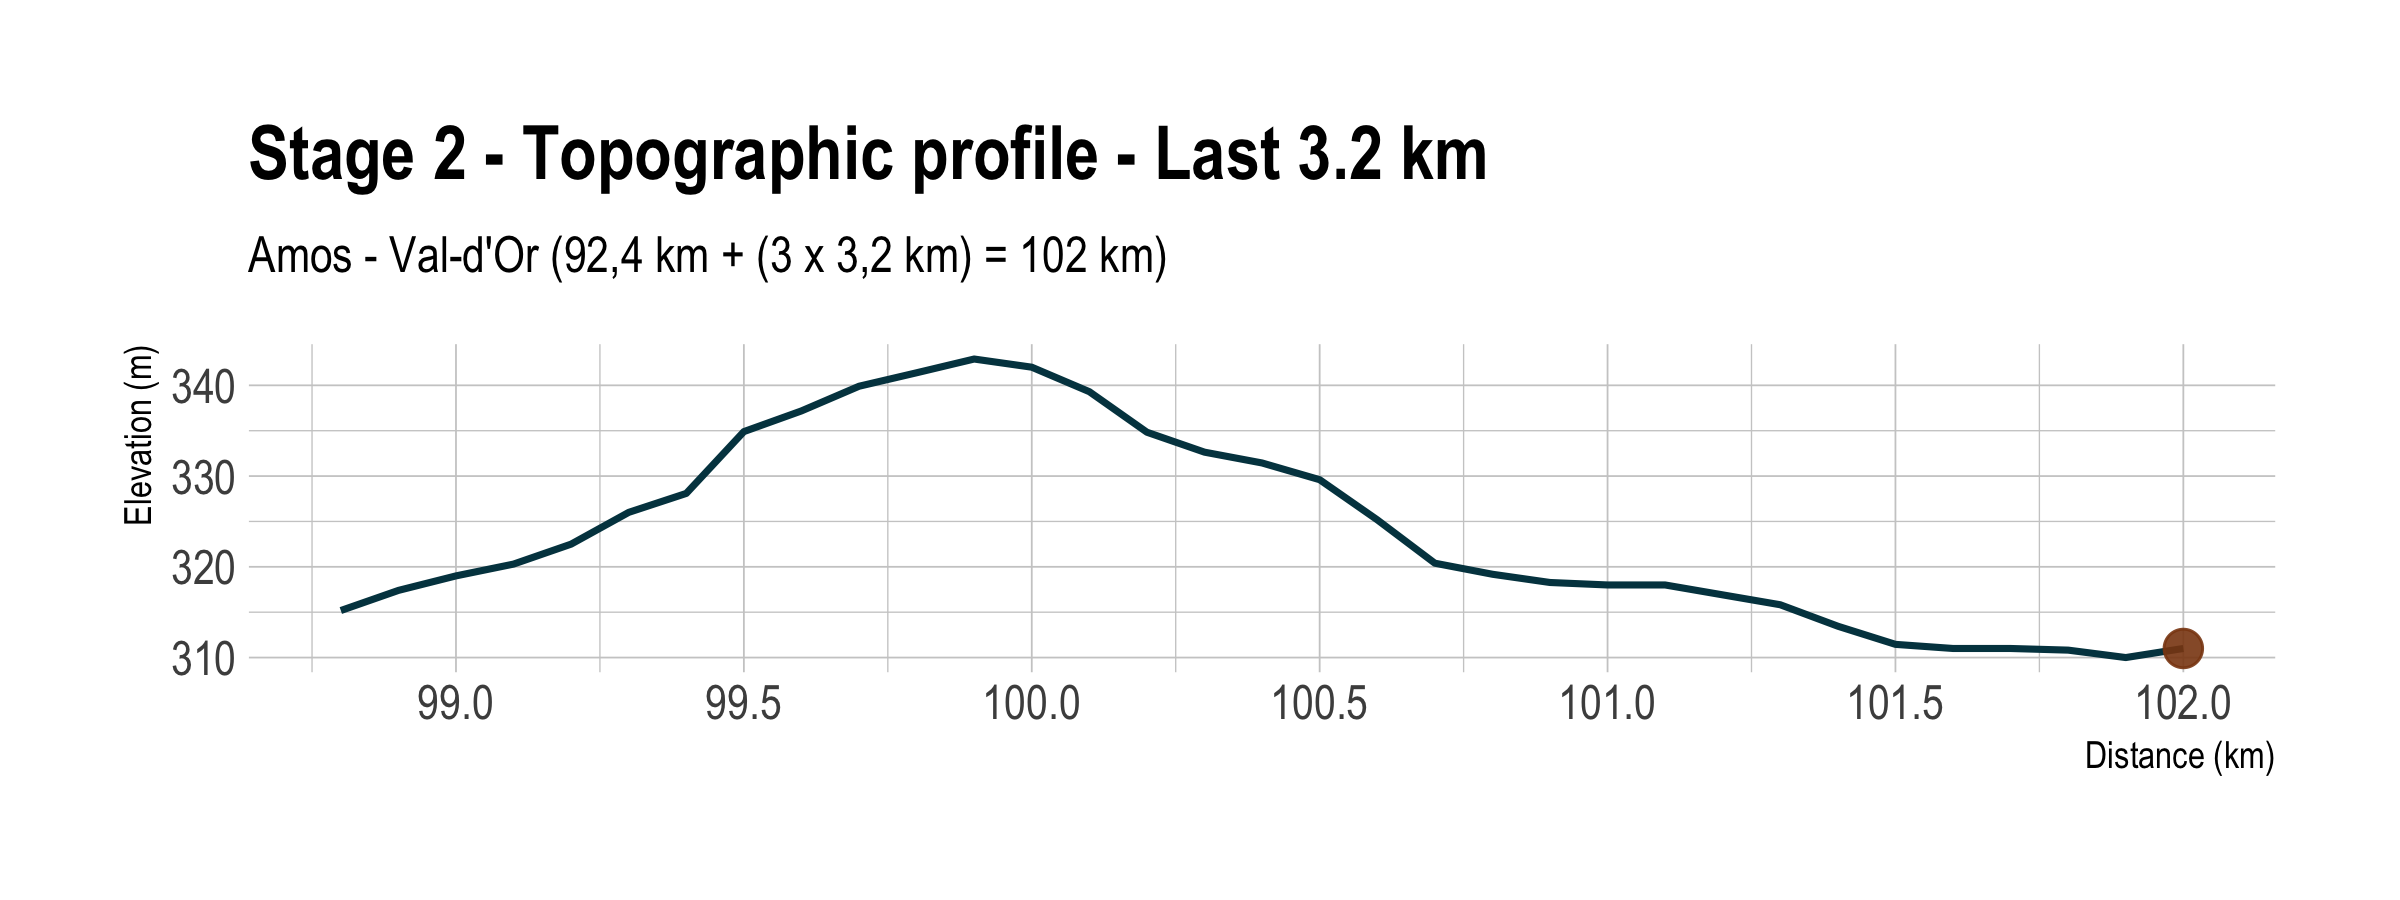 Stage 2 - Topographic profile - Last 3.2 km
Amos - Val-d'Or (92,4 km + (3 x 3,2 km) = 102 km)
Elevation (m)
340
330
320
310
99.0 99.5 100.0 100.5 101.0 101.5 102.0
Distance (km)